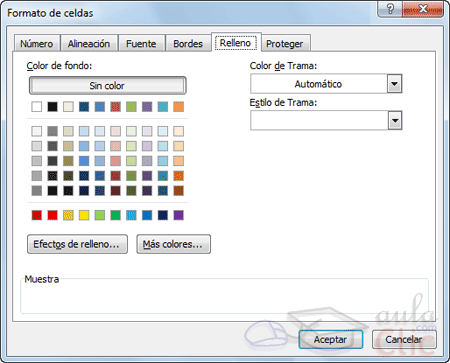 Formato de celdas
Número
Alineación
Fuente
Bordes
Relleno
Proteger
Color de fondo:
Sin color
Color de Trama:
Automático
Estilo de Trama:
Efectos de relleno...
Más colores...
Muestra
aula
.com
Clic
Aceptar
Cancelar